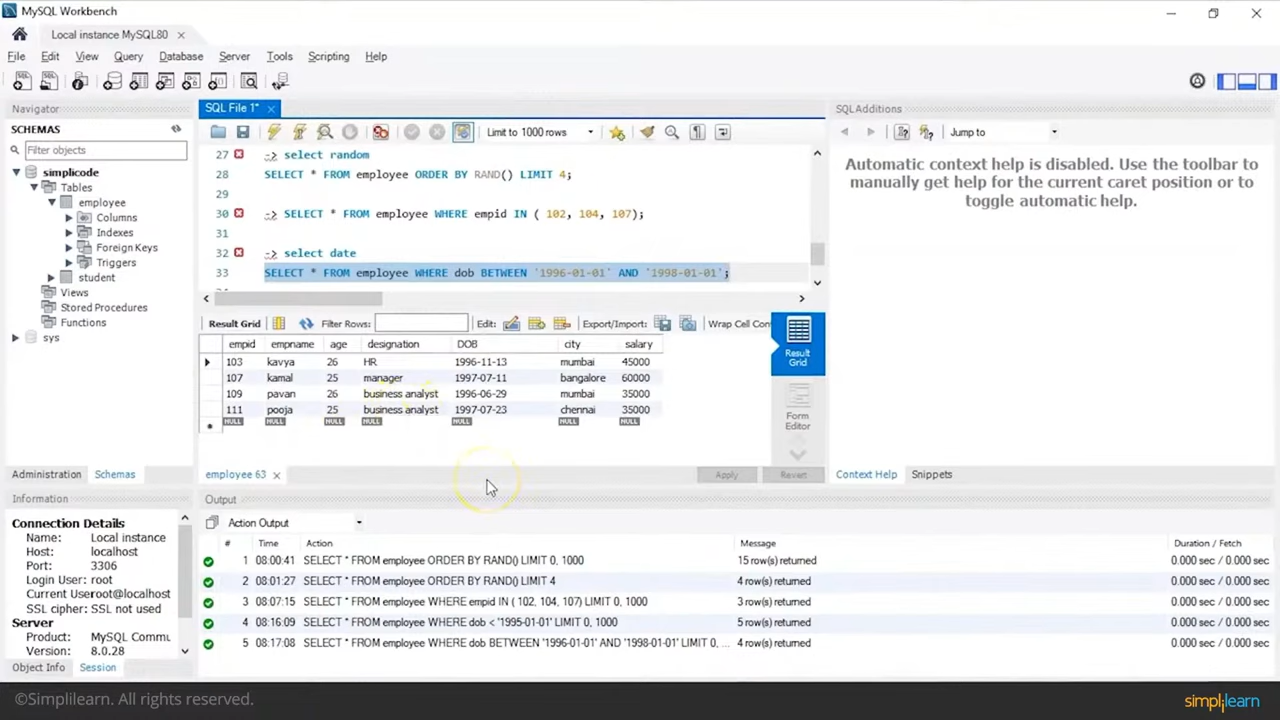 MySQL Workbench
Local instance MySQL80
File Edit View Query Database Server Tools Scripting Help
Navigator
SCHEMAS
Filter objects
simplicode
Tables
employee
Columns
Indexes
Foreign Keys
Triggers
student
Views
Stored Procedures
Functions
sys
Administration Schemas
Information
Connection Details
Name: Local instance
Host: localhost
Port: 3306
Login User: root
Current User root@localhost
SSL cipher: SSL not used
Server
Product: MySQL Commu
Version: 8.0.28
Object Info Session
SQL File 1*
Limit to 1000 rows
27 -> select random
28 SELECT * FROM employee ORDER BY RAND() LIMIT 4;
29
30 -> SELECT * FROM employee WHERE empid IN ( 102, 104, 107);
31
32 -> select date
33 SELECT * FROM employee WHERE dob BETWEEN '1996-01-01' AND '1998-01-01';
Result Grid Filter Rows: Edit: Export/Import: Wrap Cell Con
empid empname age designation DOB city salary
103 kavya 26 HR 1996-11-13 mumbai 45000
107 kamal 25 manager 1997-07-11 bangalore 60000
109 pavan 26 business analyst 1996-06-29 mumbai 35000
111 pooja 25 business analyst 1997-07-23 chennai 35000
NULL NULL NULL NULL NULL NULL NULL
Result
Grid
Form
Editor
employee 63
Apply Revert
SQL Additions
Jump to
Automatic context help is disabled. Use the toolbar to
manually get help for the current caret position or to
toggle automatic help.
Context Help Snippets
Output
Action Output
# Time Action Message Duration / Fetch
1 08:00:41 SELECT * FROM employee ORDER BY RAND() LIMIT 0, 1000 15 row(s) returned 0.000 sec / 0.000 sec
2 08:01:27 SELECT * FROM employee ORDER BY RAND() LIMIT 4 4 row(s) returned 0.000 sec / 0.000 sec
3 08:07:15 SELECT * FROM employee WHERE empid IN ( 102, 104, 107) LIMIT 0, 1000 3 row(s) returned 0.000 sec / 0.000 sec
4 08:16:09 SELECT * FROM employee WHERE dob < '1995-01-01' LIMIT 0, 1000 5 row(s) returned 0.000 sec / 0.000 sec
5 08:17:08 SELECT * FROM employee WHERE dob BETWEEN '1996-01-01' AND '1998-01-01' LIMIT 0, ... 4 row(s) returned 0.000 sec / 0.000 sec
©Simplilearn. All rights reserved.
simplilearn